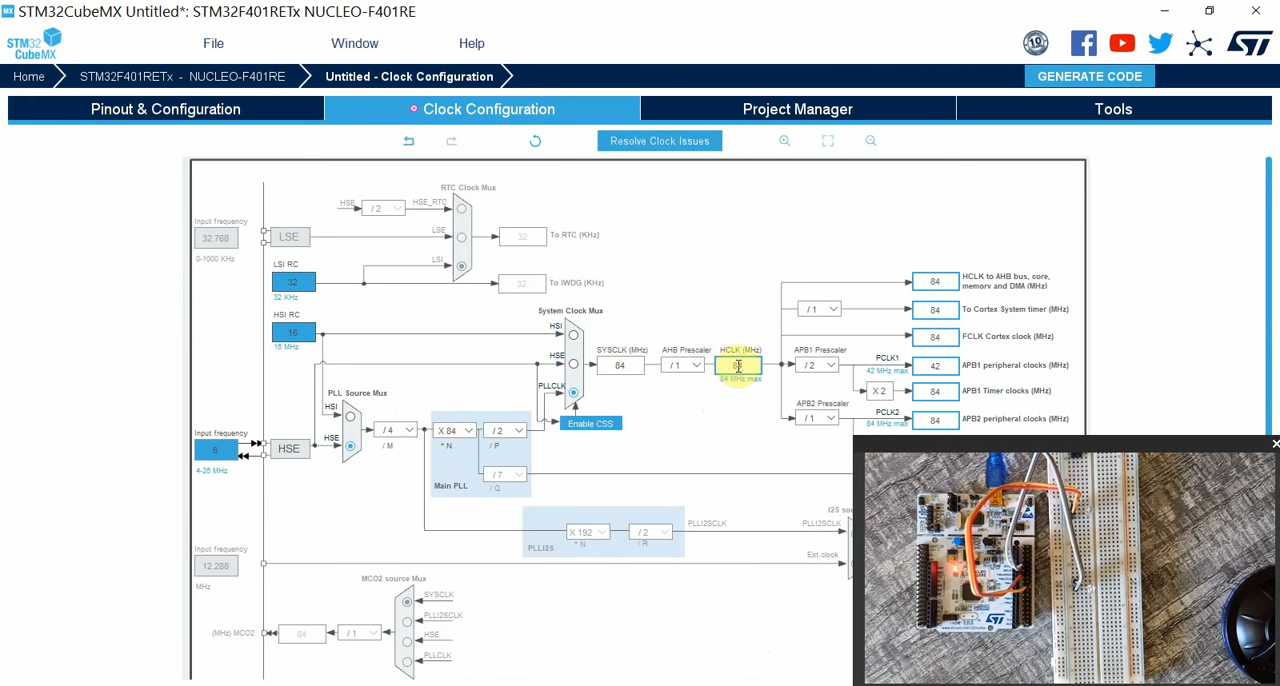 MX STM32CubeMX Untitled*: STM32F401RETx NUCLEO-F401RE
STM32
CubeMX
File
Window
Help
10
Home
STM32F401RETx - NUCLEO-F401RE
Untitled - Clock Configuration
GENERATE CODE
Pinout & Configuration
Clock Configuration
Project Manager
Tools
Resolve Clock Issues
RTC Clock Mux
HSE
/ 2
HSE_RTC
Input frequency
32.768
0-1000 KHz
LSE
LSE
32
To RTC (KHz)
LSI RC
LSI
32
32 KHz
32
To IWDG (KHz)
HSI RC
16
16 MHz
System Clock Mux
HSI
HSE
PLLCLK
SYSCLK (MHz)
84
AHB Prescaler
/ 1
HCLK (MHz)
84 MHz max
84
HCLK to AHB bus, core,
memory and DMA (MHz)
/ 1
84
To Cortex System timer (MHz)
84
FCLK Cortex clock (MHz)
APB1 Prescaler
/ 2
PCLK1
42 MHz max
42
APB1 peripheral clocks (MHz)
X 2
84
APB1 Timer clocks (MHz)
APB2 Prescaler
/ 1
PCLK2
84 MHz max
84
APB2 peripheral clocks (MHz)
Enable CSS
PLL Source Mux
HSI
HSE
Input frequency
8
4-26 MHz
HSE
/ 4
/ M
X 84
* N
/ 2
/ P
/ 7
/ Q
Main PLL
X 192
* N
/ 2
/ R
PLLI2S
PLLI2SCLK
PLLI2SCLK
Ext.clock
Input frequency
12.288
MHz
MCO2 source Mux
SYSCLK
PLLI2SCLK
HSE
PLLCLK
(MHz) MCO2
84
/ 1